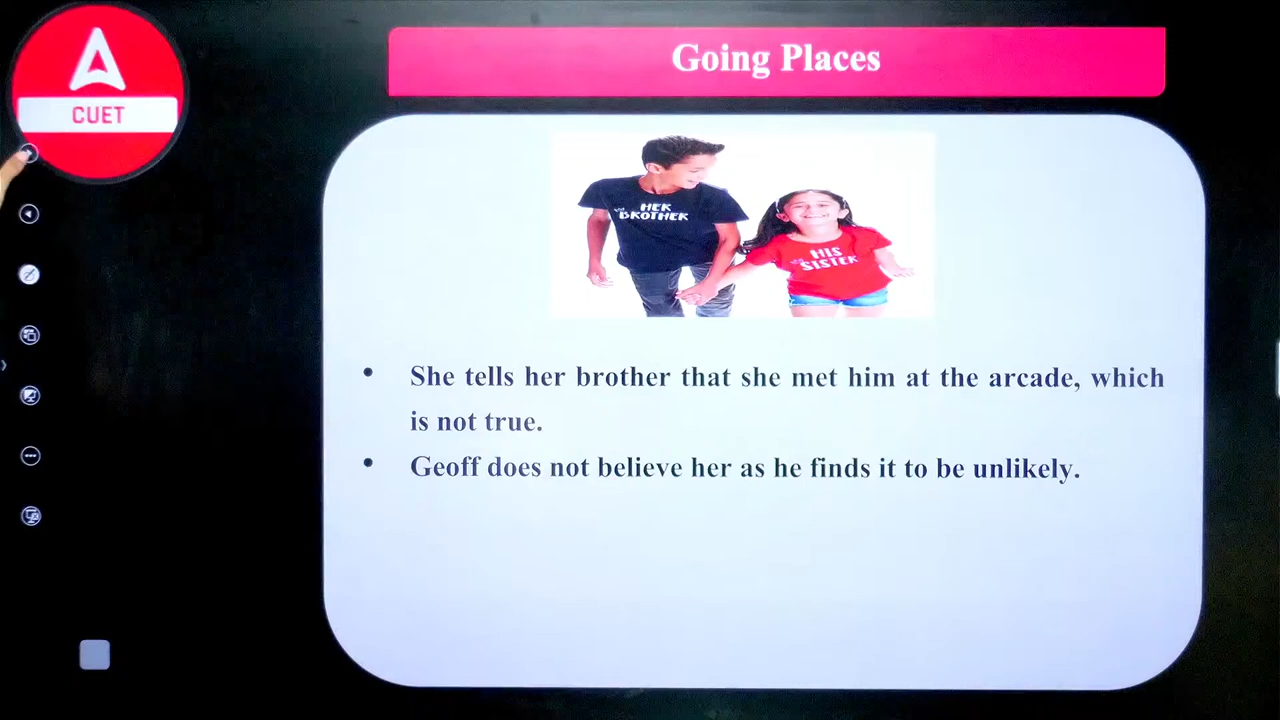 CUET
Going Places
HER
BROTHER
HIS
SISTER
• She tells her brother that she met him at the arcade, which
is not true.
• Geoff does not believe her as he finds it to be unlikely.